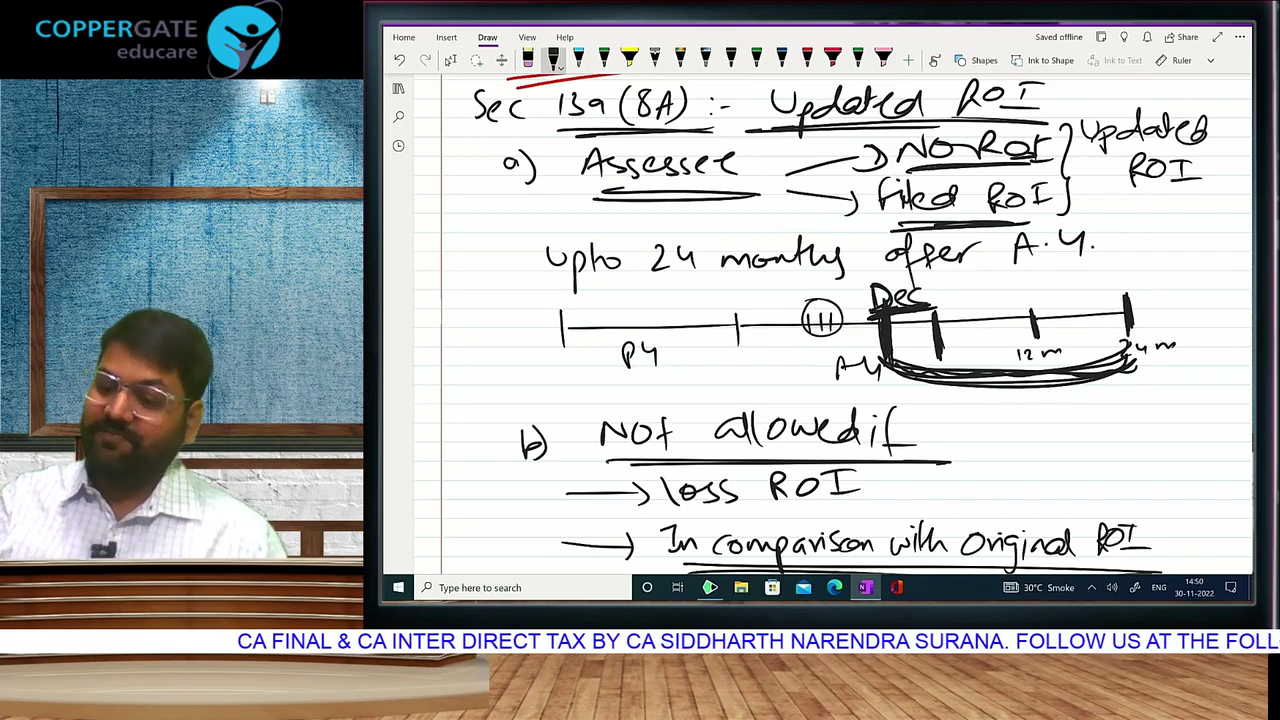 COPPERGATE
educare
Home Insert Draw View Help
Saved offline Share
Shapes Ink to Shape Ink to Text Ruler
Sec 139(8A) :- Updated ROI
a) Assessee → NO ROI
→ Filed ROI
Updated
ROI
Upto 24 months after A.Y.
Dec
PY
A-Y
12 m
24 m
b) Not allowed if
→ loss ROI
→ In comparison with original ROI
Type here to search
30°C Smoke
ENG
14:50
30-11-2022
CA FINAL & CA INTER DIRECT TAX BY CA SIDDHARTH NARENDRA SURANA. FOLLOW US AT THE FOLL